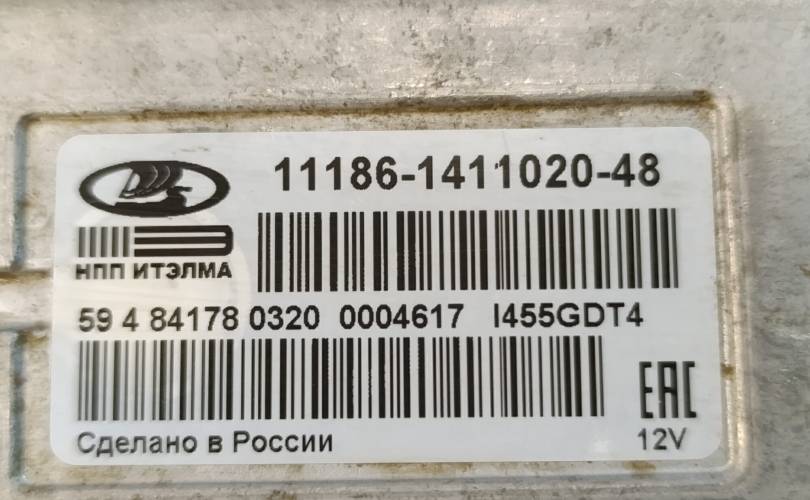 11186-1411020-48
НПП ИТЭЛМА
59 4 84178 0320 0004617 I455GDT4
EAC
Сделано в России
12V